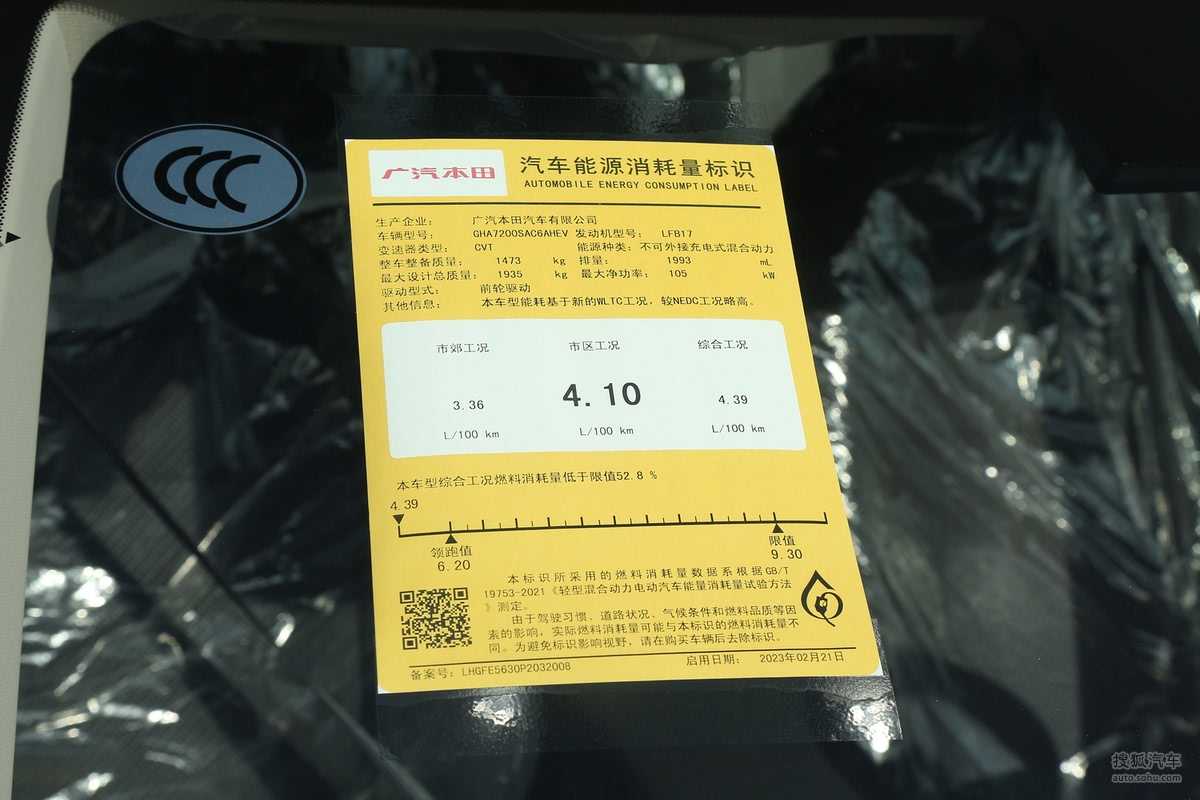 CCC
广汽本田
汽车能源消耗量标识
AUTOMOBILE ENERGY CONSUMPTION LABEL
生产企业: 广汽本田汽车有限公司
车辆型号: GHA7200SAC6AHEV 发动机型号: LFB17
变速器类型: CVT 能源种类: 不可外接充电式混合动力
整车整备质量: 1473 kg 排量: 1993 mL
最大设计总质量: 1935 kg 最大净功率: 105 kW
驱动型式: 前轮驱动
其他信息: 本车型能耗基于新的WLTC工况，较NEDC工况略高。
市郊工况 市区工况 综合工况
3.36 4.10 4.39
L/100 km L/100 km L/100 km
本车型综合工况燃料消耗量低于限值52.8 %
4.39
领跑值 限值
6.20 9.30
本标识所采用的燃料消耗量数据系根据GB/T
19753-2021《轻型混合动力电动汽车能量消耗量试验方法
》测定。
由于驾驶习惯、道路状况、气候条件和燃料品质等因
素的影响，实际燃料消耗量可能与本标识的燃料消耗量不
同。为避免标识影响视野，请在购买车辆后去除标识。
备案号: LHGFE5630P2032008 启用日期: 2023年02月21日
搜狐汽车
auto.sohu.com